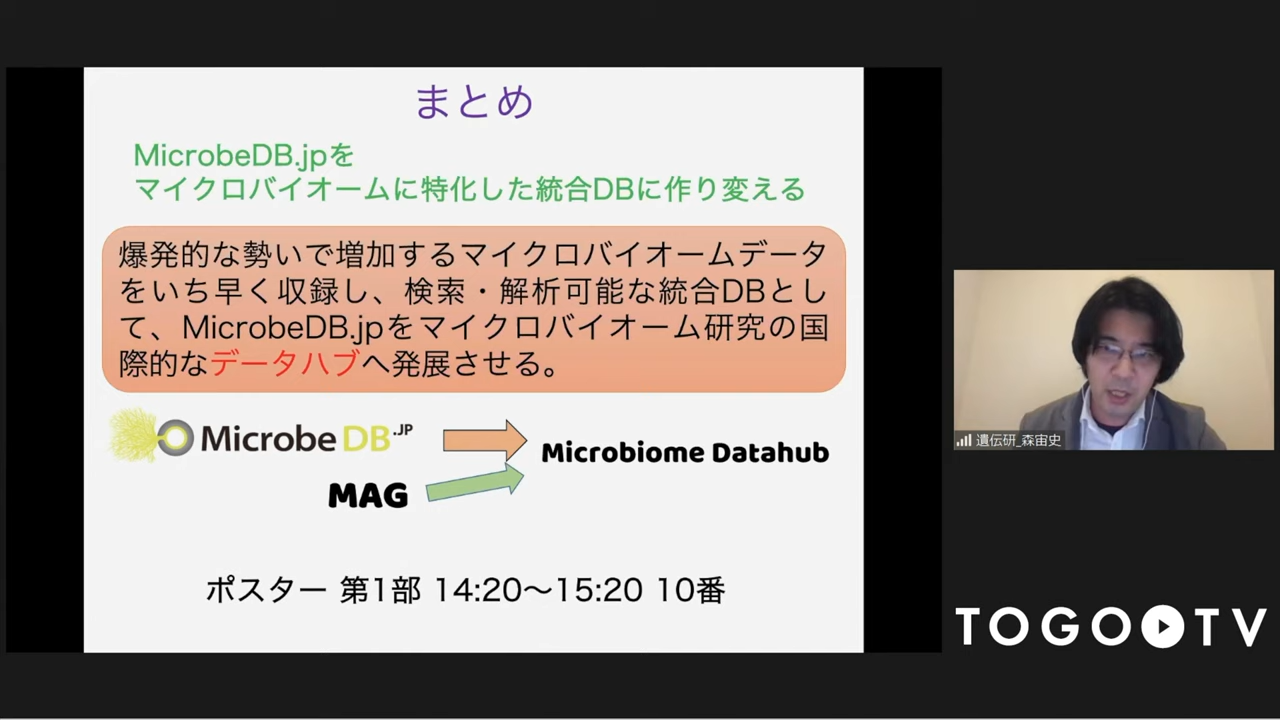 まとめ
MicrobeDB.jpを
マイクロバイオームに特化した統合DBに作り変える
爆発的な勢いで増加するマイクロバイオームデータ
をいち早く収録し、検索・解析可能な統合DBとし
て、MicrobeDB.jpをマイクロバイオーム研究の国
際的なデータハブへ発展させる。
MicrobeDB.JP
Microbiome Datahub
MAG
ポスター 第1部 14:20〜15:20 10番
遺伝研_森宙史
TOGO TV